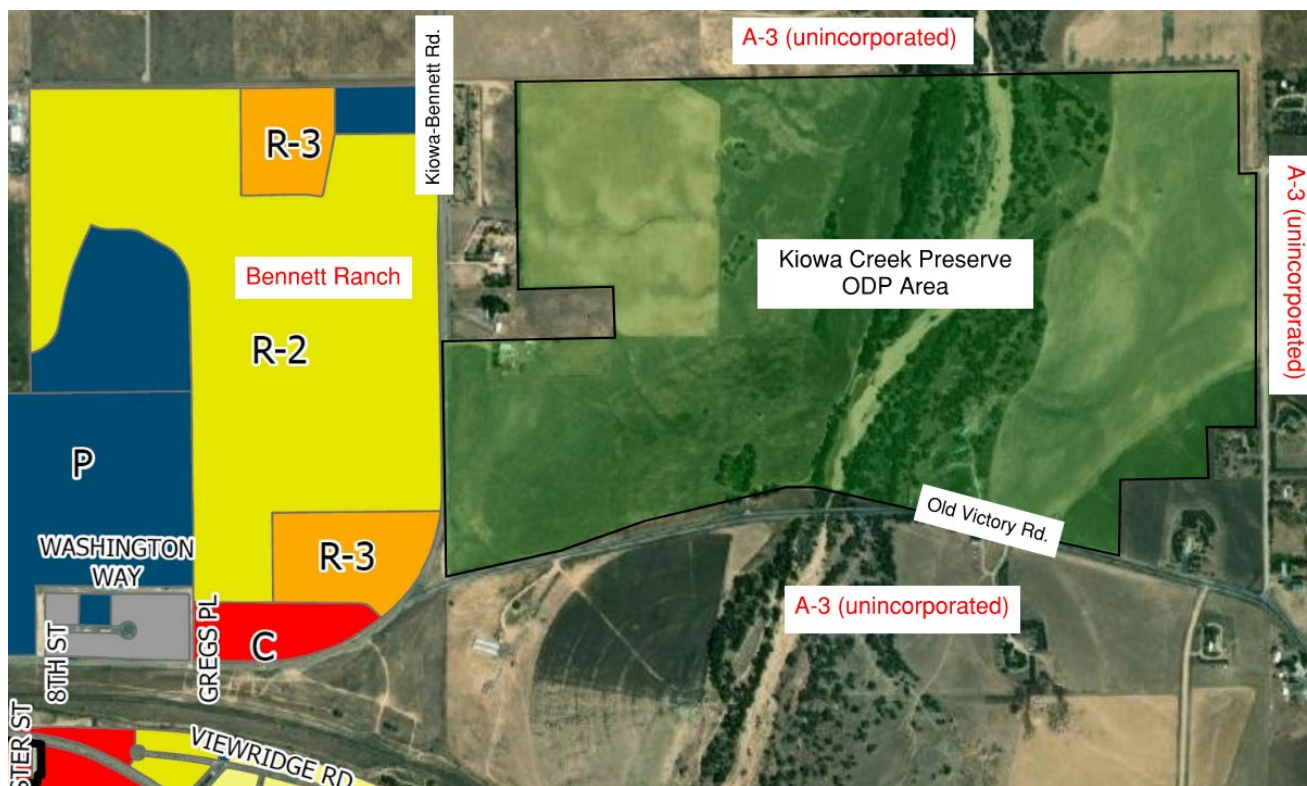 A-3 (unincorporated)
Kiowa-Bennett Rd.
R-3
A-3 (unincorporated)
Kiowa Creek Preserve
ODP Area
Bennett Ranch
R-2
P
Old Victory Rd.
WASHINGTON
WAY
R-3
A-3 (unincorporated)
8TH ST
GREGS PL
C
VIEWRIDGE RD